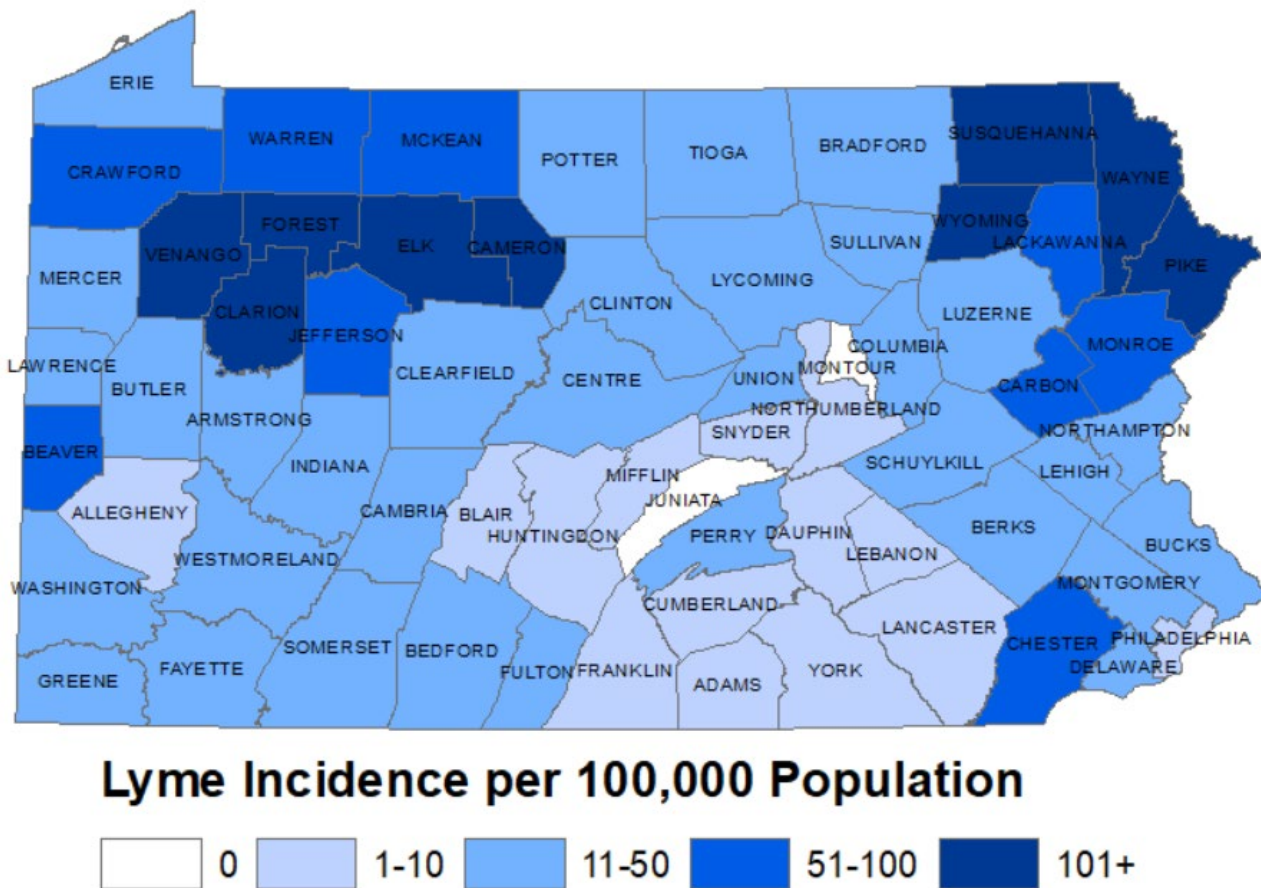 ERIE
WARREN
MCKEAN
CRAWFORD
POTTER
TIOGA
BRADFORD
SUSQUEHANNA
WAYNE
VENANGO
FOREST
ELK
CAMERON
WYOMING
LACKAWANNA
SULLIVAN
PIKE
MERCER
CLARION
LYCOMING
CLINTON
JEFFERSON
LUZERNE
LAWRENCE
BUTLER
CLEARFIELD
CENTRE
UNION
MONTOUR
COLUMBIA
MONROE
CARBON
ARMSTRONG
NORTHUMBERLAND
SNYDER
NORTHAMPTON
BEAVER
INDIANA
MIFFLIN
SCHUYLKILL
LEHIGH
ALLEGHENY
CAMBRIA
BLAIR
HUNTINGDON
JUNIATA
PERRY
DAUPHIN
LEBANON
BERKS
BUCKS
WESTMORELAND
WASHINGTON
CUMBERLAND
MONTGOMERY
LANCASTER
CHESTER
PHILADELPHIA
DELAWARE
GREENE
FAYETTE
SOMERSET
BEDFORD
FULTON
FRANKLIN
ADAMS
YORK
Lyme Incidence per 100,000 Population
0 1-10 11-50 51-100 101+